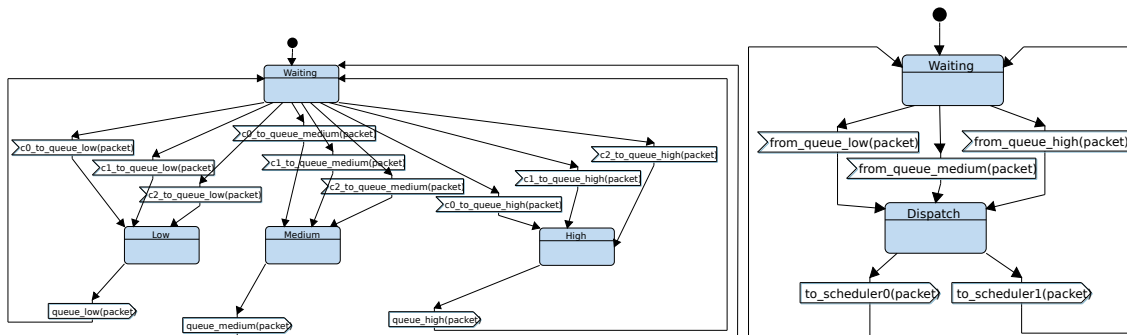 Waiting
c0_to_queue_low(packet)
c0_to_queue_medium(packet)
c1_to_queue_low(packet)
c1_to_queue_medium(packet)
c2_to_queue_high(packet)
c2_to_queue_low(packet)
c2_to_queue_medium(packet)
c1_to_queue_high(packet)
c0_to_queue_high(packet)
Low
Medium
High
queue_low(packet)
queue_medium(packet)
queue_high(packet)
Waiting
from_queue_low(packet)
from_queue_high(packet)
from_queue_medium(packet)
Dispatch
to_scheduler0(packet)
to_scheduler1(packet)